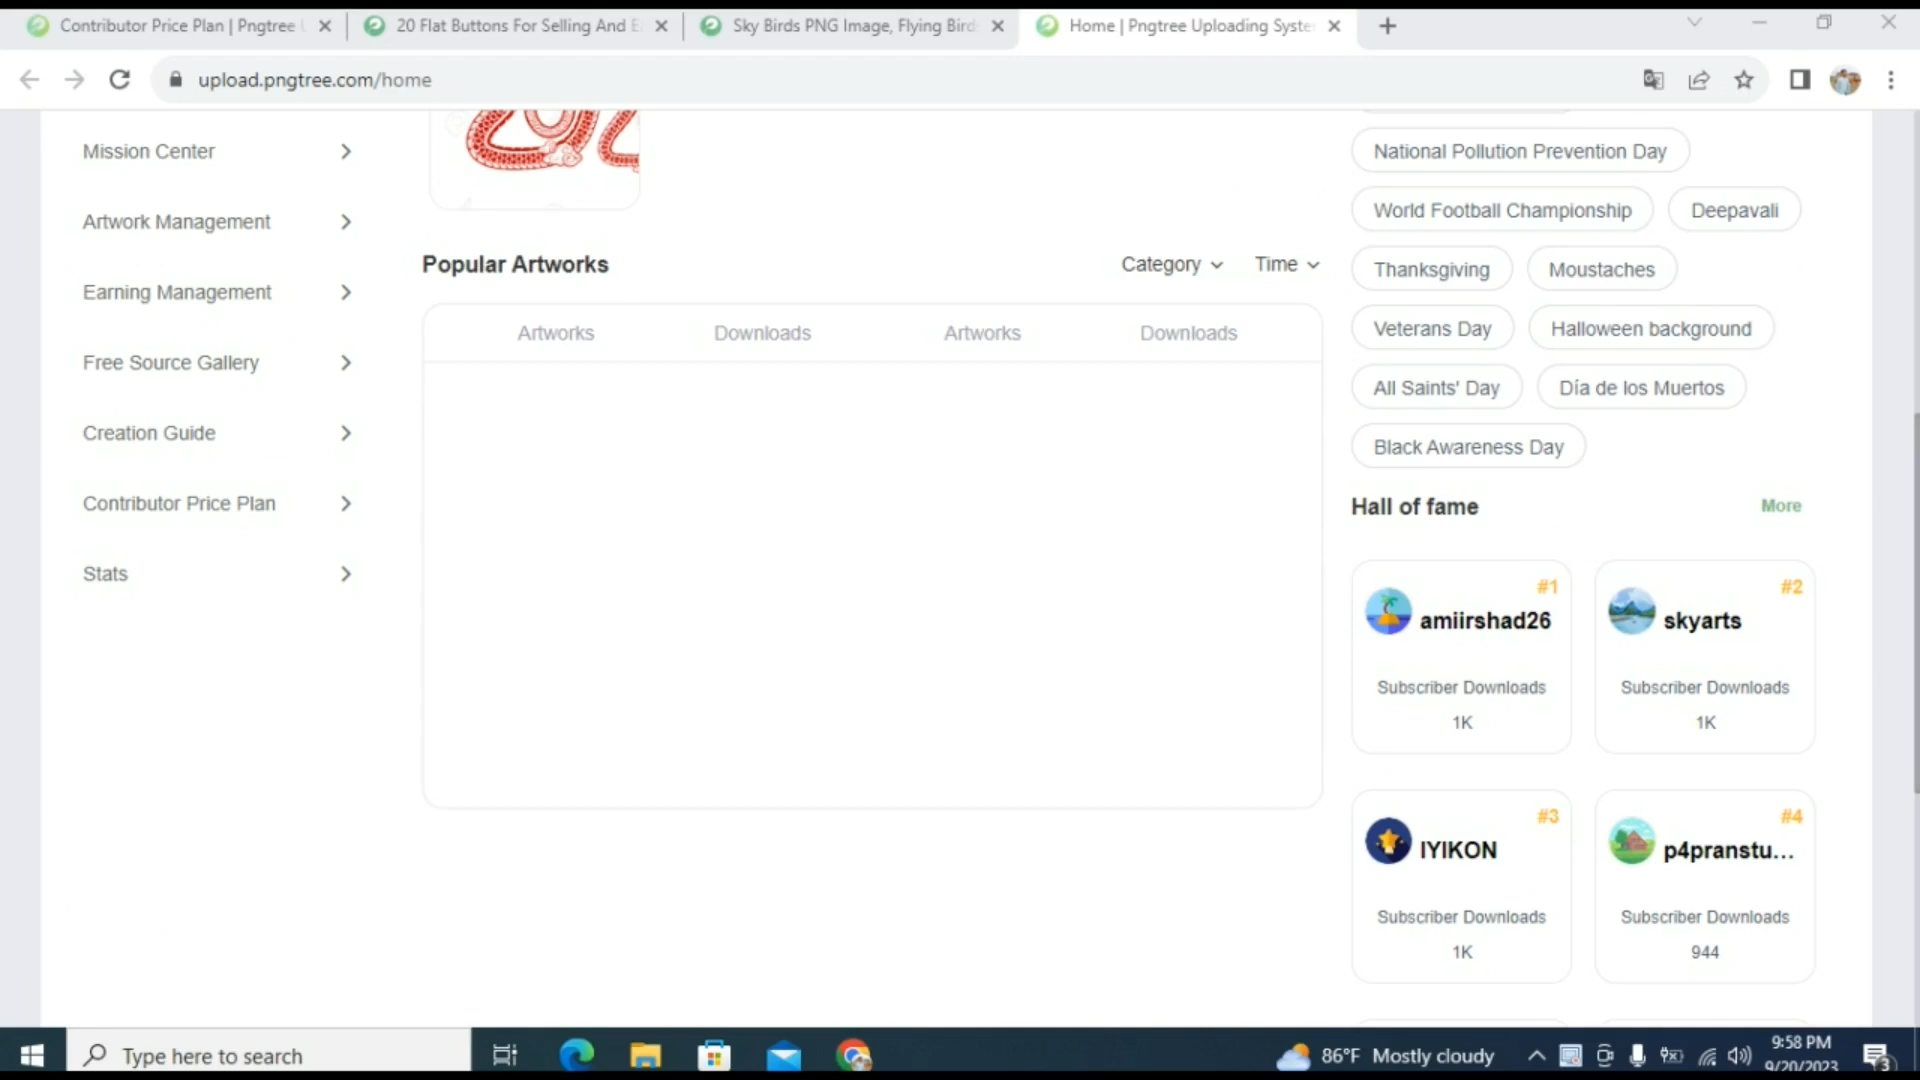 Contributor Price Plan | Pngtree
20 Flat Buttons For Selling And
Sky Birds PNG Image, Flying Bird
Home | Pngtree Uploading Syste
upload.pngtree.com/home
Mission Center
Artwork Management
Earning Management
Free Source Gallery
Creation Guide
Contributor Price Plan
Stats
202
Popular Artworks
Category
Time
Artworks Downloads Artworks Downloads
National Pollution Prevention Day
World Football Championship
Deepavali
Thanksgiving
Moustaches
Veterans Day
Halloween background
All Saints' Day
Día de los Muertos
Black Awareness Day
Hall of fame
More
#1
amiirshad26
Subscriber Downloads
1K
#2
skyarts
Subscriber Downloads
1K
#3
IYIKON
Subscriber Downloads
1K
#4
p4pranstu...
Subscriber Downloads
944
Type here to search
86°F Mostly cloudy
9:58 PM
9/20/2023
3